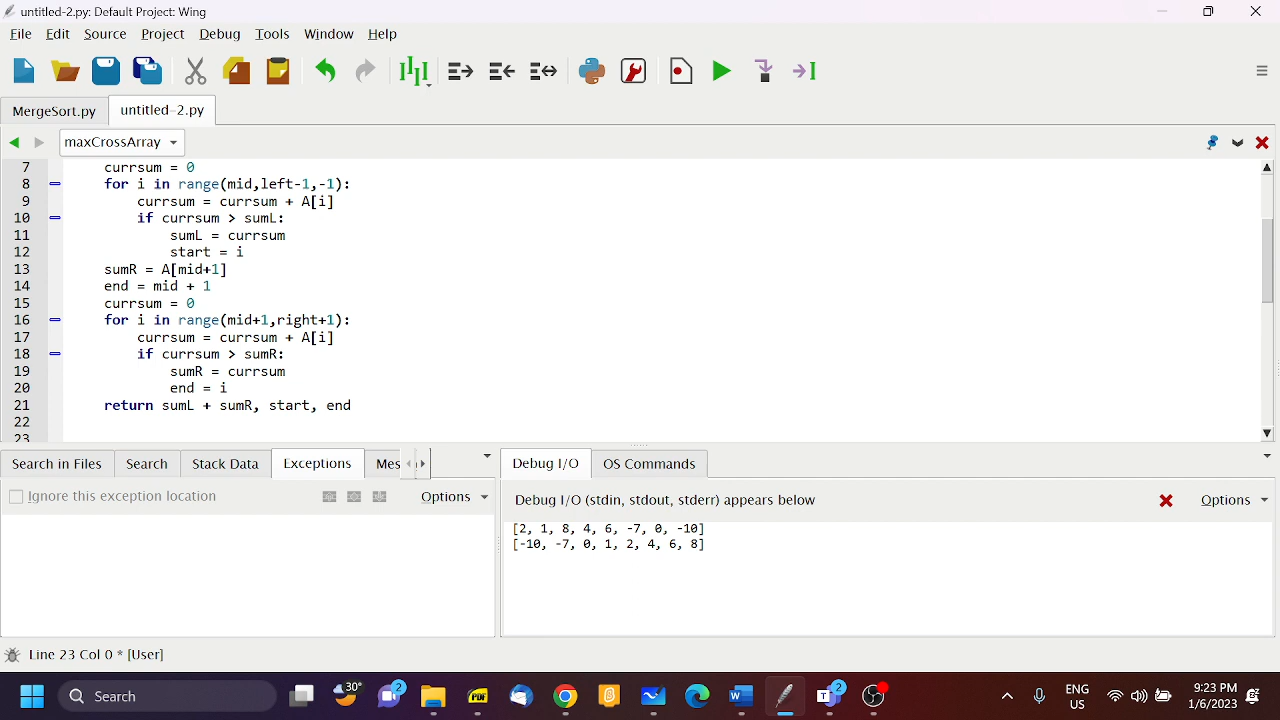 untitled-2.py: Default Project: Wing
File Edit Source Project Debug Tools Window Help
MergeSort.py untitled-2.py
maxCrossArray
7 currsum = 0
8 for i in range(mid,left-1,-1):
9 currsum = currsum + A[i]
10 if currsum > sumL:
11 sumL = currsum
12 start = i
13 sumR = A[mid+1]
14 end = mid + 1
15 currsum = 0
16 for i in range(mid+1,right+1):
17 currsum = currsum + A[i]
18 if currsum > sumR:
19 sumR = currsum
20 end = i
21 return sumL + sumR, start, end
22
23
Search in Files Search Stack Data Exceptions Mes Debug I/O OS Commands
Ignore this exception location Options Debug I/O (stdin, stdout, stderr) appears below Options
[2, 1, 8, 4, 6, -7, 0, -10]
[-10, -7, 0, 1, 2, 4, 6, 8]
Line 23 Col 0 * [User]
Search 30° 2 PDF 2 ENG US 9:23 PM 1/6/2023